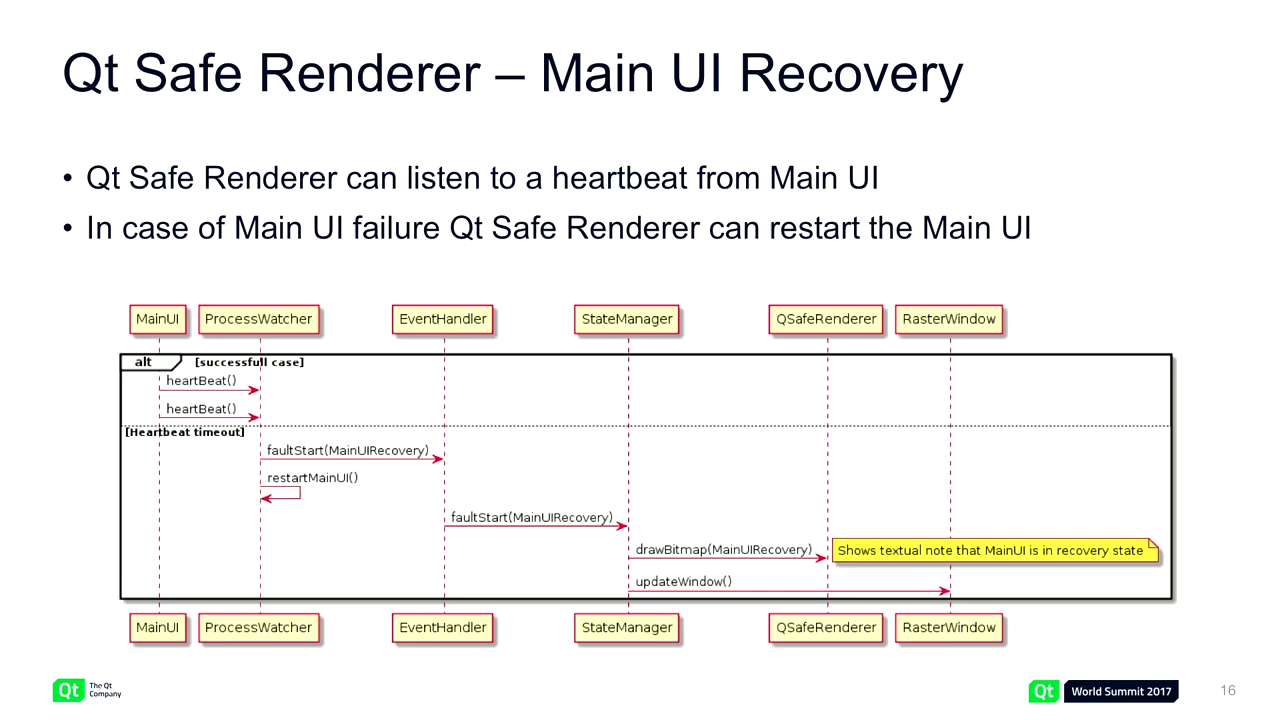 Qt Safe Renderer – Main UI Recovery
• Qt Safe Renderer can listen to a heartbeat from Main UI
• In case of Main UI failure Qt Safe Renderer can restart the Main UI
MainUI ProcessWatcher EventHandler StateManager QSafeRenderer RasterWindow
alt [successfull case]
heartBeat()
heartBeat()
[Heartbeat timeout]
faultStart(MainUIRecovery)
restartMainUI()
faultStart(MainUIRecovery)
drawBitmap(MainUIRecovery) Shows textual note that MainUI is in recovery state
updateWindow()
MainUI ProcessWatcher EventHandler StateManager QSafeRenderer RasterWindow
Qt The Qt
Company
Qt World Summit 2017
16